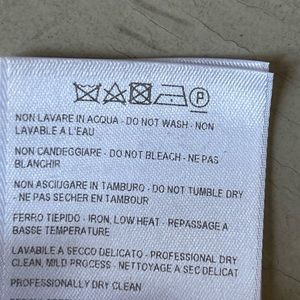 P
NON LAVARE IN ACQUA - DO NOT WASH - NON
LAVABLE A L'EAU
NON CANDEGGIARE - DO NOT BLEACH - NE PAS
BLANCHIR
NON ASCIUGARE IN TAMBURO - DO NOT TUMBLE DRY
- NE PAS SECHER EN TAMBOUR
FERRO TIEPIDO - IRON, LOW HEAT - REPASSAGE A
BASSE TEMPERATURE
LAVABILE A SECCO DELICATO - PROFESSIONAL DRY
CLEAN, MILD PROCESS - NETTOYAGE A SEC DELICAT
PROFESSIONALLY DRY CLEAN